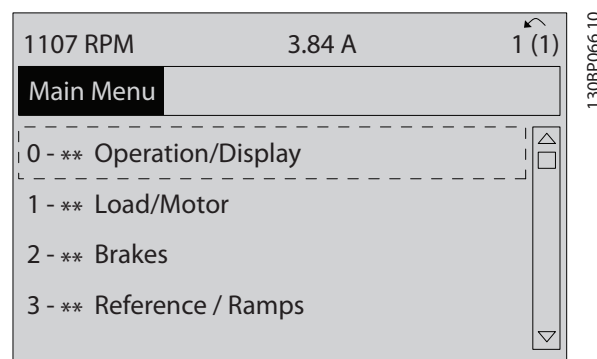 1107 RPM 3.84 A 1 (1)
Main Menu
0 - ** Operation/Display
1 - ** Load/Motor
2 - ** Brakes
3 - ** Reference / Ramps
130BP066.10